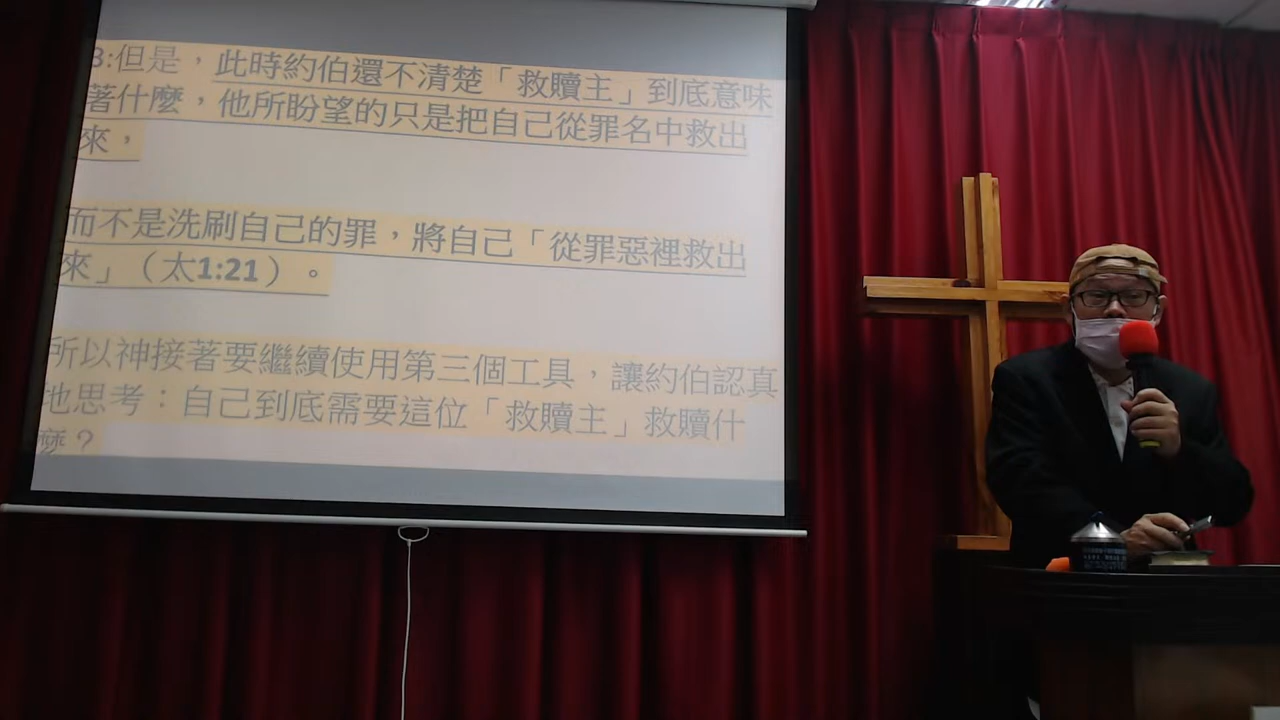 3:但是，此時約伯還不清楚「救贖主」到底意味
著什麼，他所盼望的只是把自己從罪名中救出
來，
而不是洗刷自己的罪，將自己「從罪惡裡救出
來」（太1:21）。
所以神接著要繼續使用第三個工具，讓約伯認真
地思考：自己到底需要這位「救贖主」救贖什
麼？